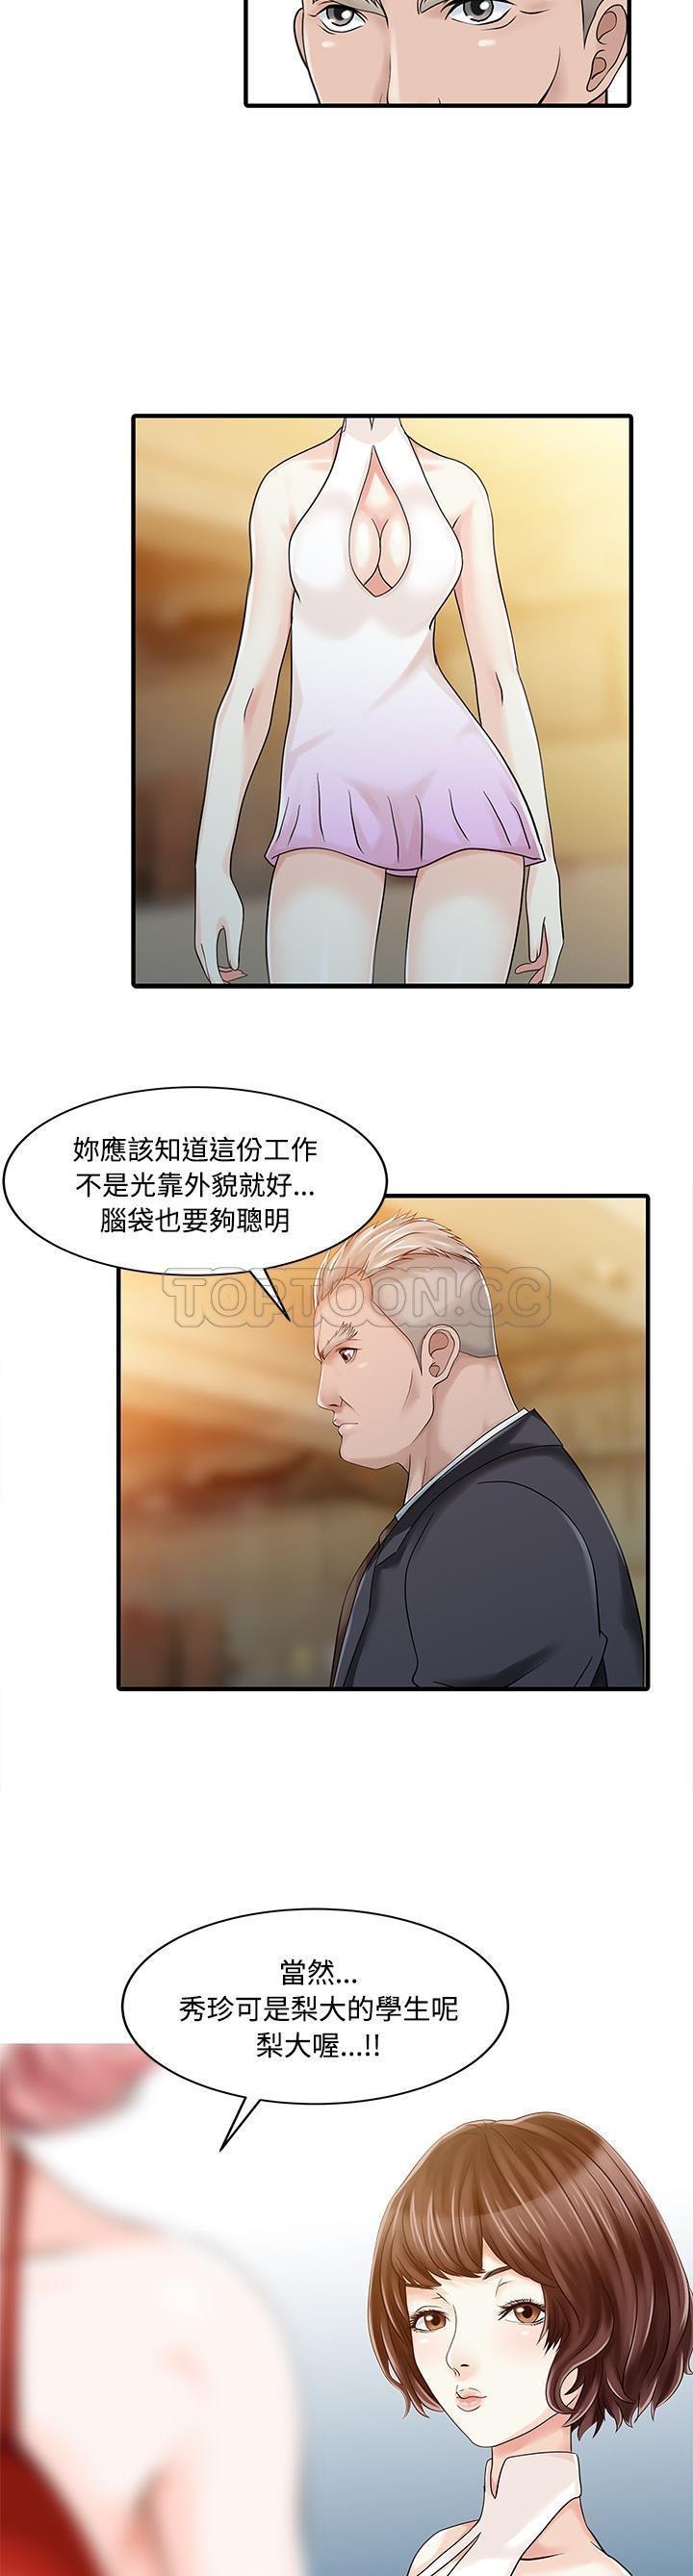 妳應該知道這份工作
不是光靠外貌就好...
腦袋也要夠聰明
TOPTOON.CC
當然...
秀珍可是梨大的學生呢
梨大喔...!!